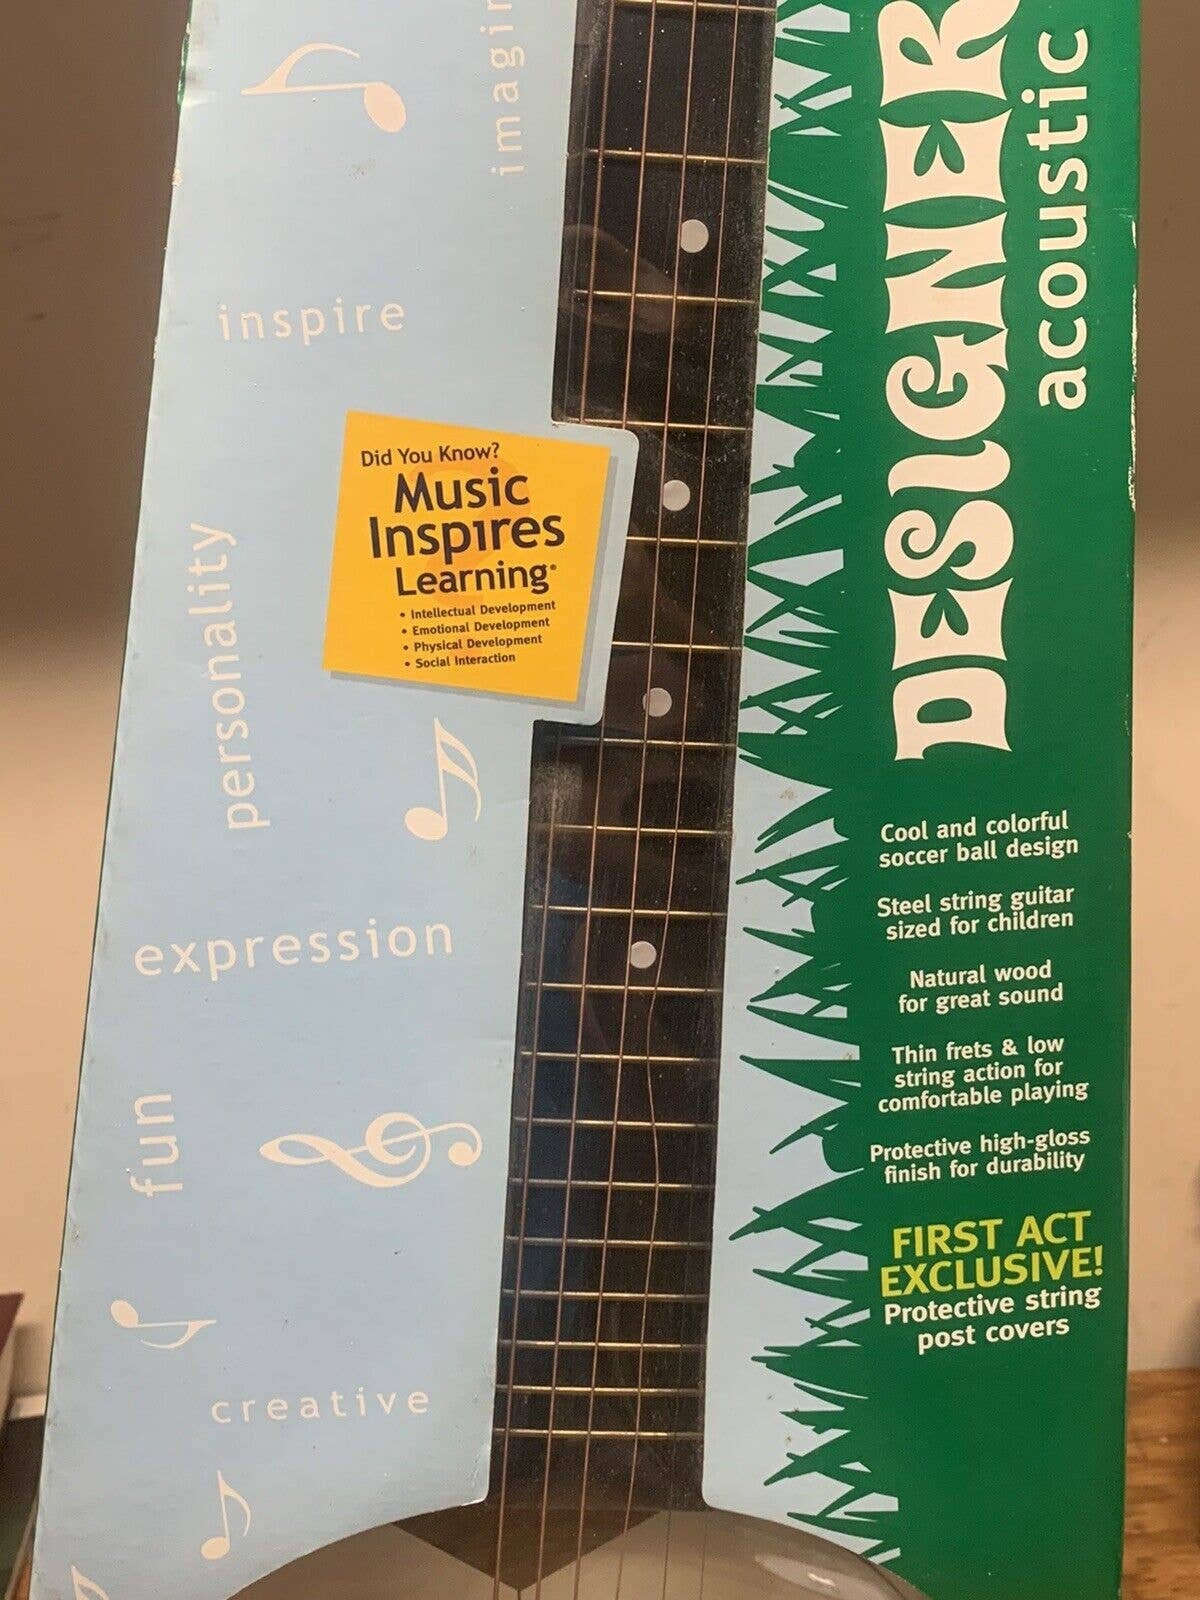 imagin
inspire
Did You Know?
Music
Inspires
Learning®
• Intellectual Development
• Emotional Development
• Physical Development
• Social Interaction
personality
expression
fun
creative
DESIGNER
acoustic
Cool and colorful
soccer ball design
Steel string guitar
sized for children
Natural wood
for great sound
Thin frets & low
string action for
comfortable playing
Protective high-gloss
finish for durability
FIRST ACT
EXCLUSIVE!
Protective string
post covers